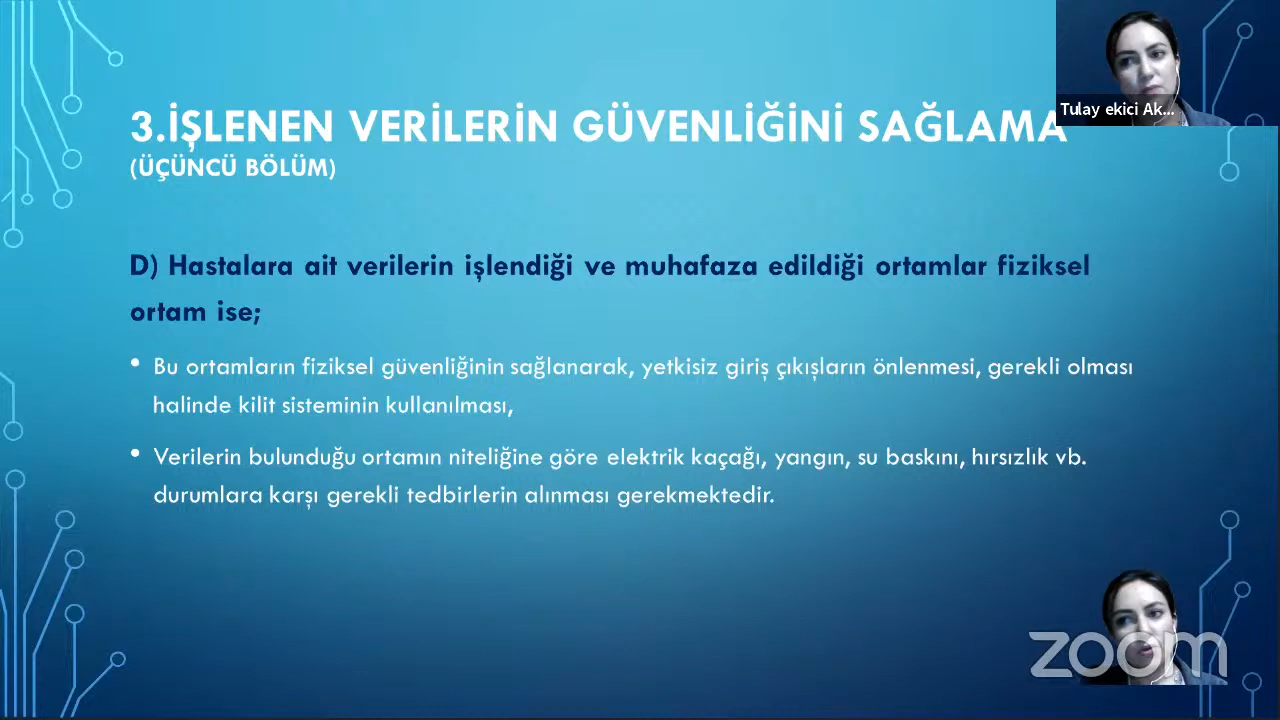 3.İŞLENEN VERİLERİN GÜVENLİĞİNİ SAĞLAMA
(ÜÇÜNCÜ BÖLÜM)
Tulay ekici Ak...
D) Hastalara ait verilerin işlendiği ve muhafaza edildiği ortamlar fiziksel
ortam ise;
• Bu ortamların fiziksel güvenliğinin sağlanarak, yetkisiz giriş çıkışların önlenmesi, gerekli olması
halinde kilit sisteminin kullanılması,
• Verilerin bulunduğu ortamın niteliğine göre elektrik kaçağı, yangın, su baskını, hırsızlık vb.
durumlara karşı gerekli tedbirlerin alınması gerekmektedir.
zoom